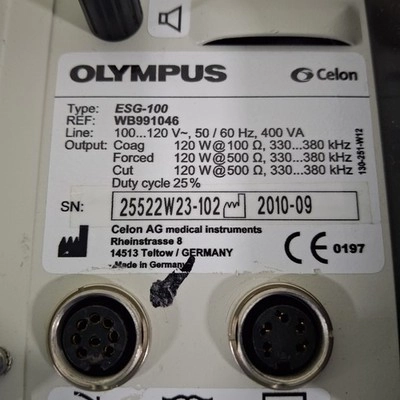 OLYMPUS Celon
Type: ESG-100
REF: WB991046
Line: 100...120 V~, 50 / 60 Hz, 400 VA
Output: Coag 120 W@100 Ω, 330...380 kHz
Forced 120 W@500 Ω, 330...380 kHz
Cut 120 W@500 Ω, 330...380 kHz
Duty cycle 25%
130-251-W12
SN: 25522W23-102 2010-09
Celon AG medical instruments
Rheinstrasse 8
14513 Teltow / GERMANY
Made in Germany
CE 0197